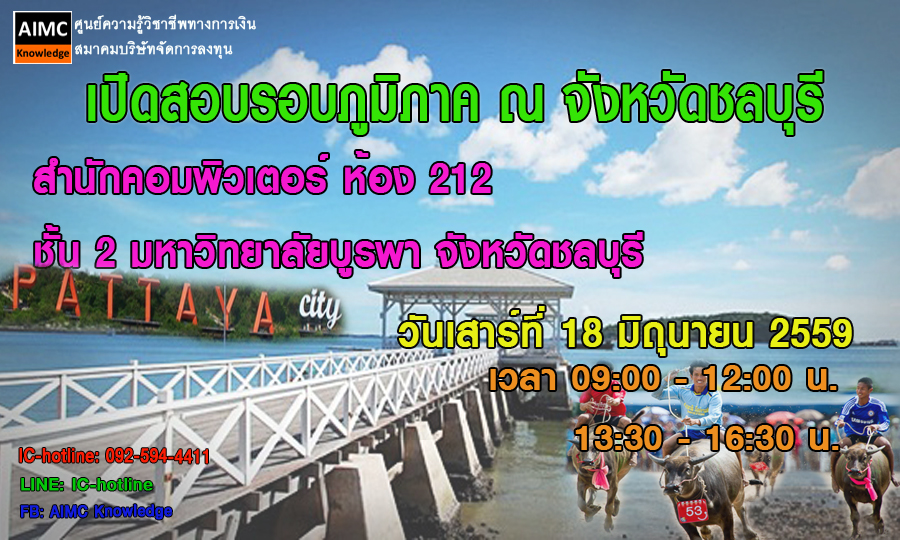 AIMC
Knowledge
ศูนย์ความรู้วิชาชีพทางการเงิน
สมาคมบริษัทจัดการลงทุน
เปิดสอบรอบภูมิภาค ณ จังหวัดชลบุรี
สำนักคอมพิวเตอร์ ห้อง 212
ชั้น 2 มหาวิทยาลัยบูรพา จังหวัดชลบุรี
PATTAYA city
วันเสาร์ที่ 18 มิถุนายน 2559
เวลา 09:00 - 12:00 น.
13:30 - 16:30 น.
IC-hotline: 092-594-4411
LINE: IC-hotline
FB: AIMC Knowledge
SAMSUNG
53